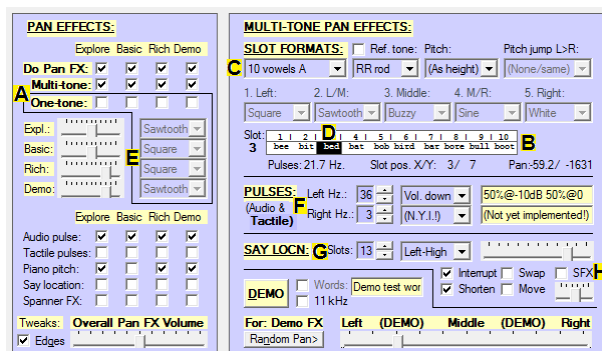 PAN EFFECTS:
Explore Basic Rich Demo
Do Pan FX:
Multi-tone:
A
One-tone:
Expl.: Sawtooth
Basic: E Square
Rich: Square
Demo: Sawtooth
Explore Basic Rich Demo
Audio pulse:
Tactile pulses:
Piano pitch:
Say location:
Spanner FX:
Tweaks: Overall Pan FX Volume
Edges
MULTI-TONE PAN EFFECTS:
SLOT FORMATS: Ref. tone: Pitch: Pitch jump L>R:
C 10 vowels A RR rod (As height) (None/same)
1. Left: 2. L/M: 3. Middle: 4. M/R: 5. Right:
Square Sawtooth Buzzy Sine White
Slot: 1 | 2 | D | 4 | 5 | 6 | 7 | 8 | 9 | 10 B
3 bee bit bed bat bob bird bat bore bull boot
Pulses: 21.7 Hz. Slot pos. X/Y: 3/ 7 Pan:-59.2/ -1631
PULSES: Left Hz.: 36 Vol. down 50%@-10dB 50%@0
(Audio & Tactile) F Right Hz.: 3 (N.Y.I.!) (Not yet implemented!)
SAY LOCN: G Slots: 13 Left-High
Interrupt Swap SFX H
Shorten Move
DEMO Words: Demo test wor
11 kHz
For: Demo FX Left (DEMO) Middle (DEMO) Right
Random Pan>